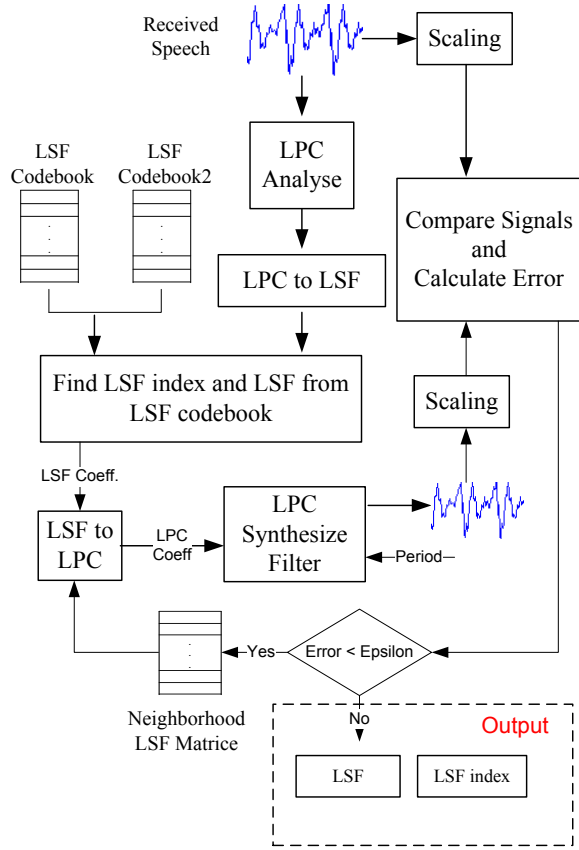 Received
Speech
Scaling
LPC
Analyse
LSF
Codebook
LSF
Codebook2
Compare Signals
and
Calculate Error
LPC to LSF
Find LSF index and LSF from
LSF codebook
Scaling
LSF Coeff.
LSF to
LPC
LPC
Coeff
LPC
Synthesize
Filter
Period
Yes
Error < Epsilon
No
Neighborhood
LSF Matrice
Output
LSF
LSF index